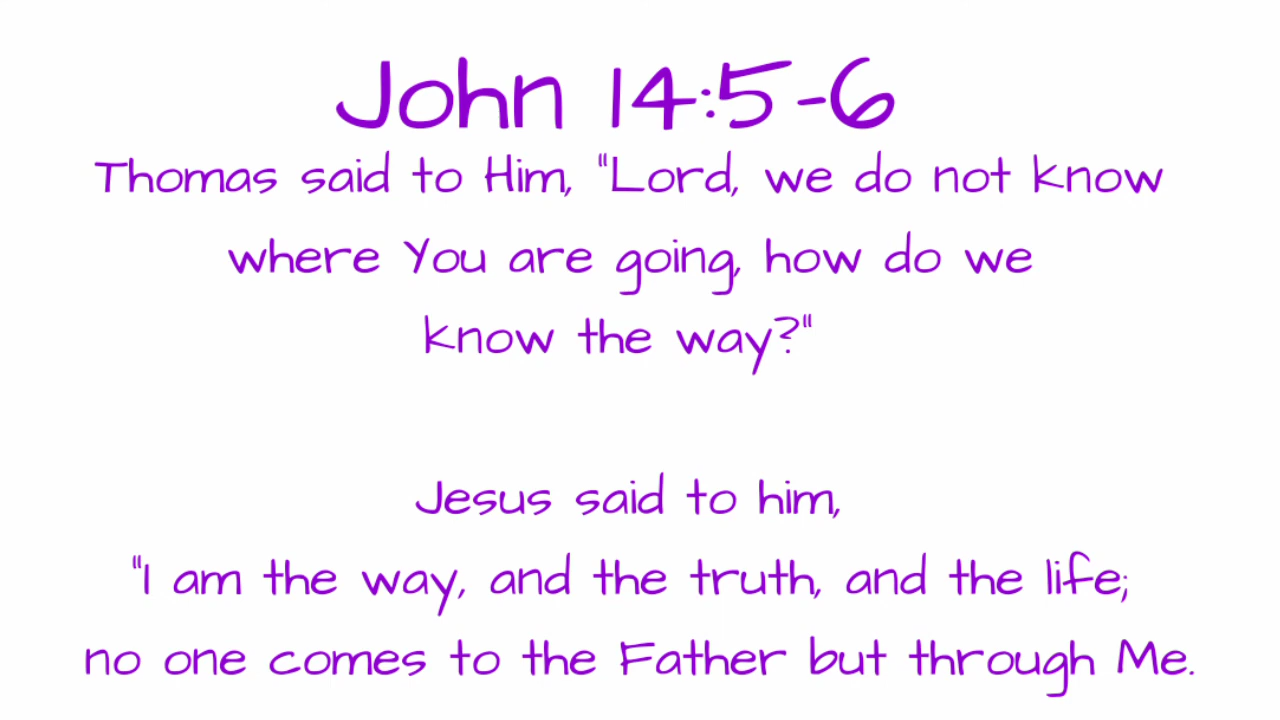 John 14:5-6
Thomas said to Him, "Lord, we do not know
where You are going, how do we
know the way?"
Jesus said to him,
"I am the way, and the truth, and the life;
no one comes to the Father but through Me.